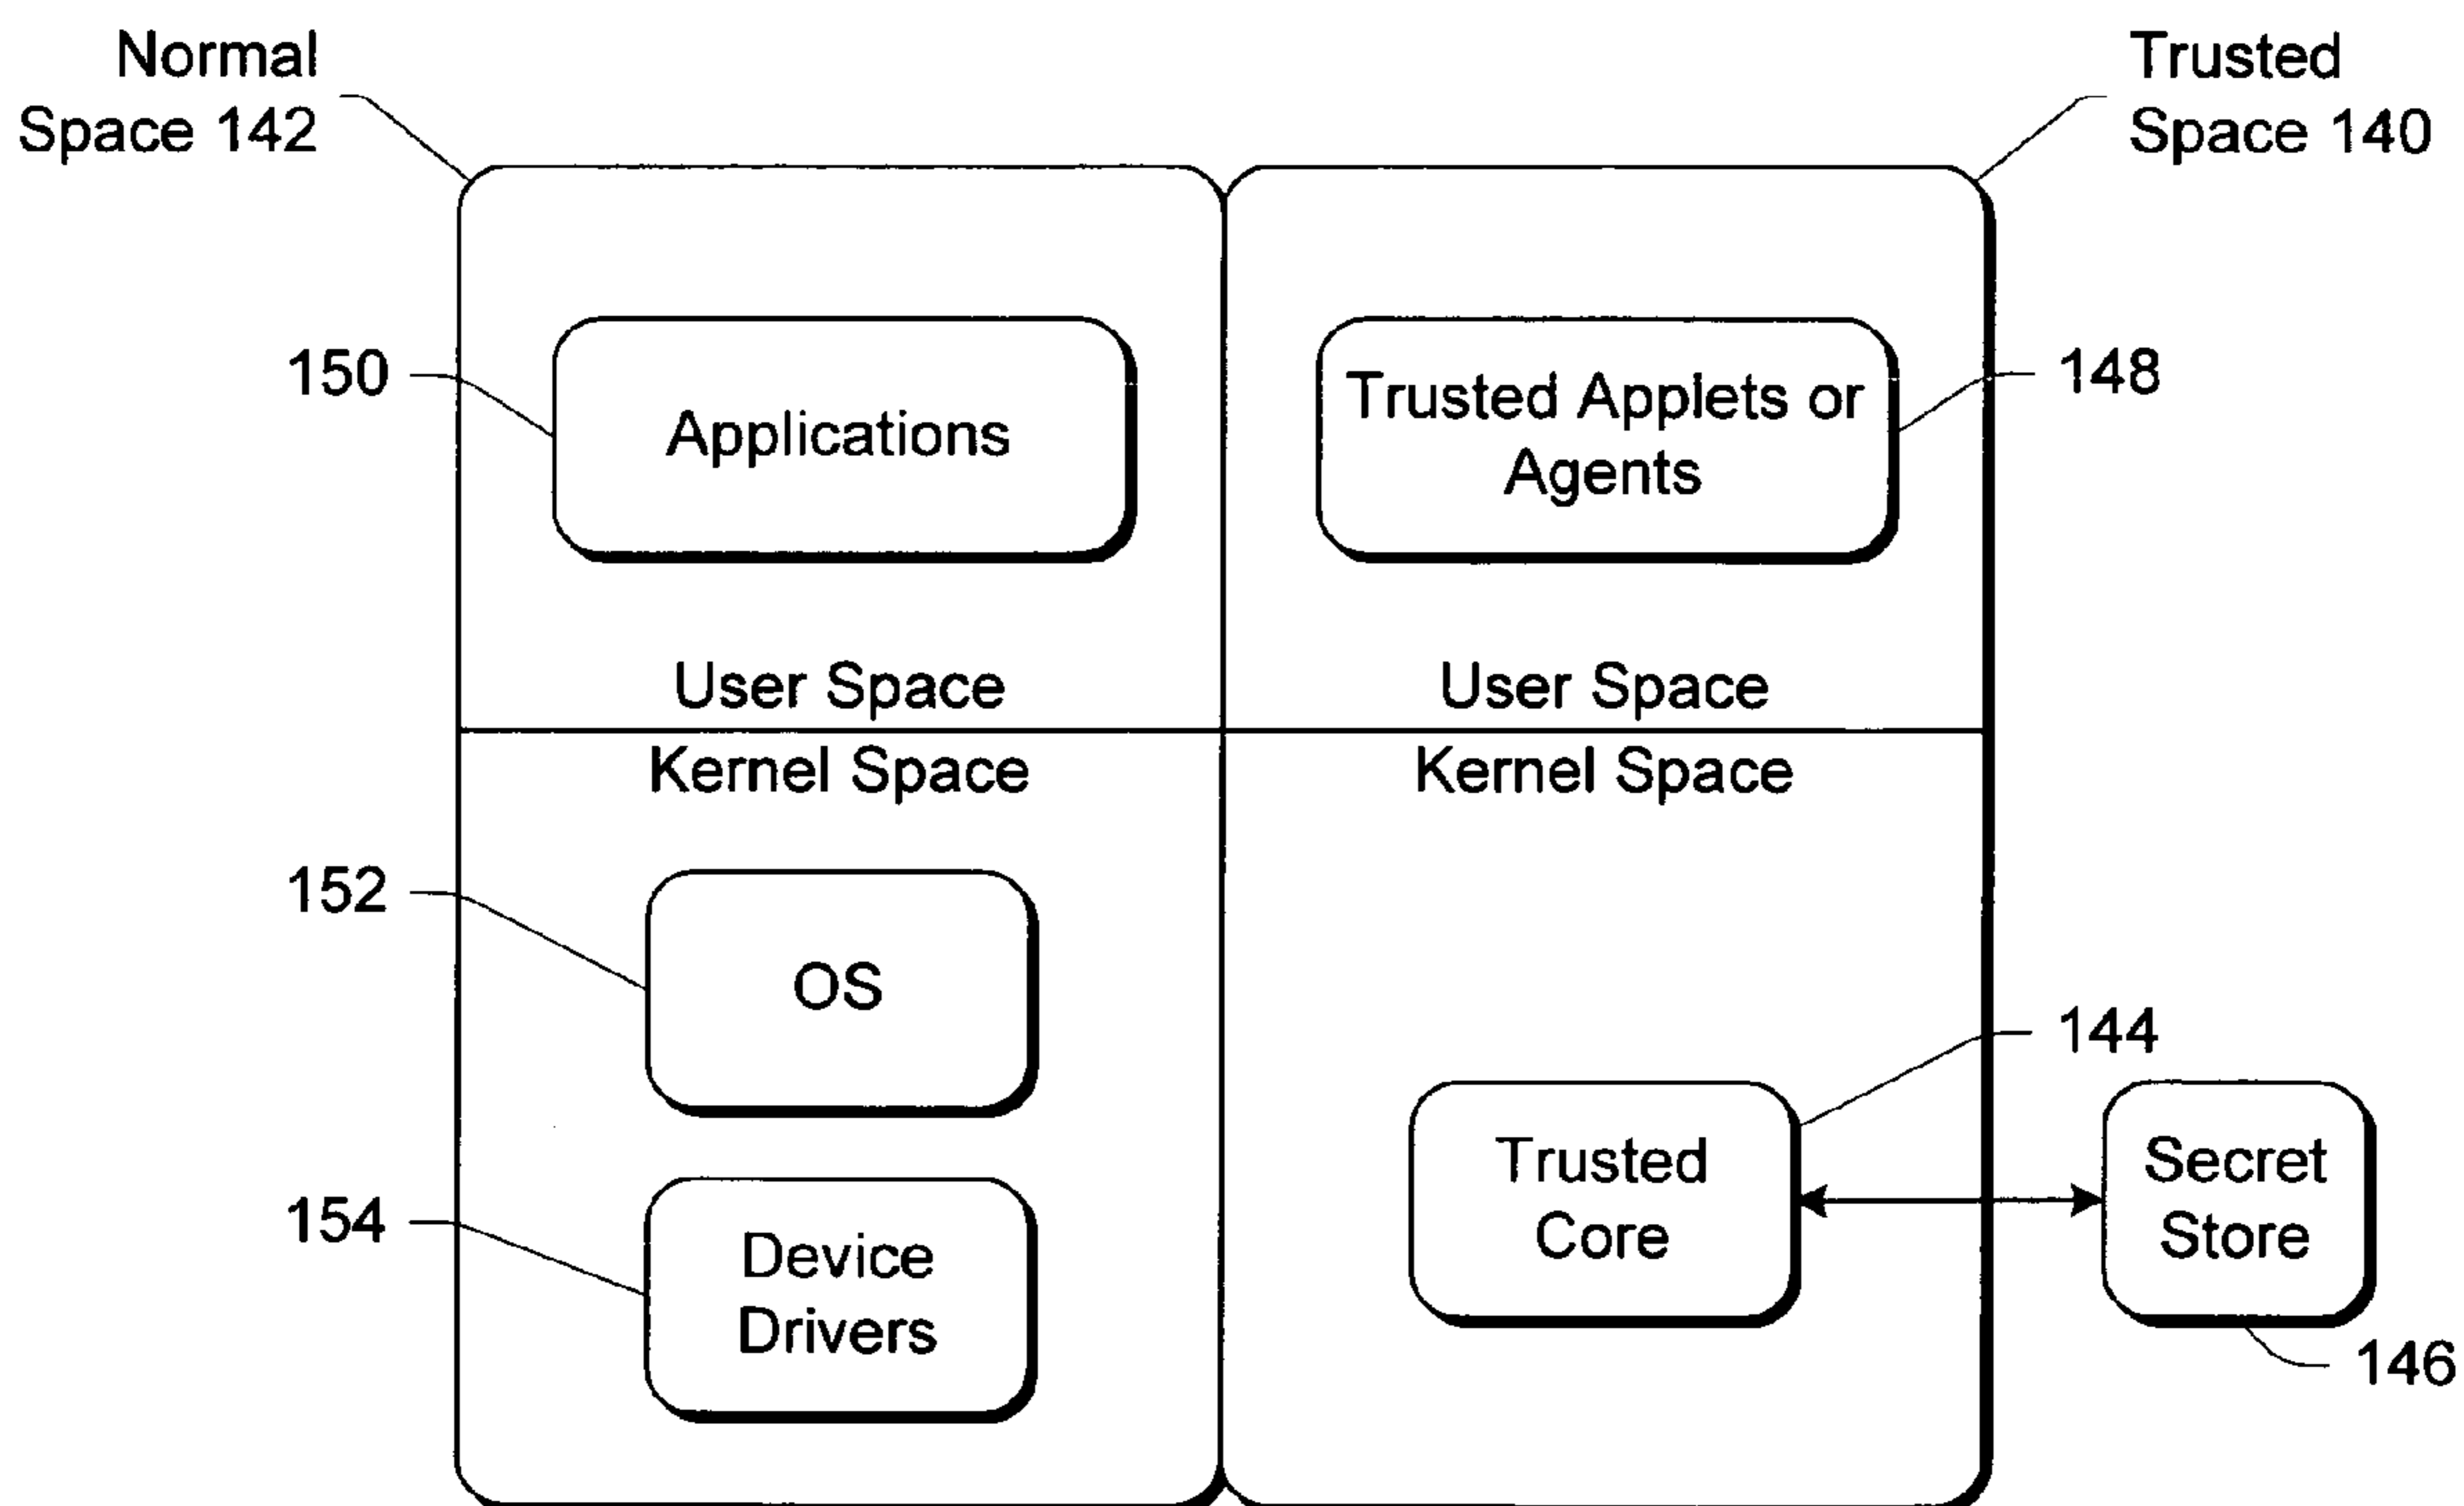 Normal
Space 142
Trusted
Space 140
150
Applications
Trusted Applets or
Agents
148
User Space
User Space
Kernel Space
Kernel Space
152
OS
144
Trusted
Core
Secret
Store
154
Device
Drivers
146